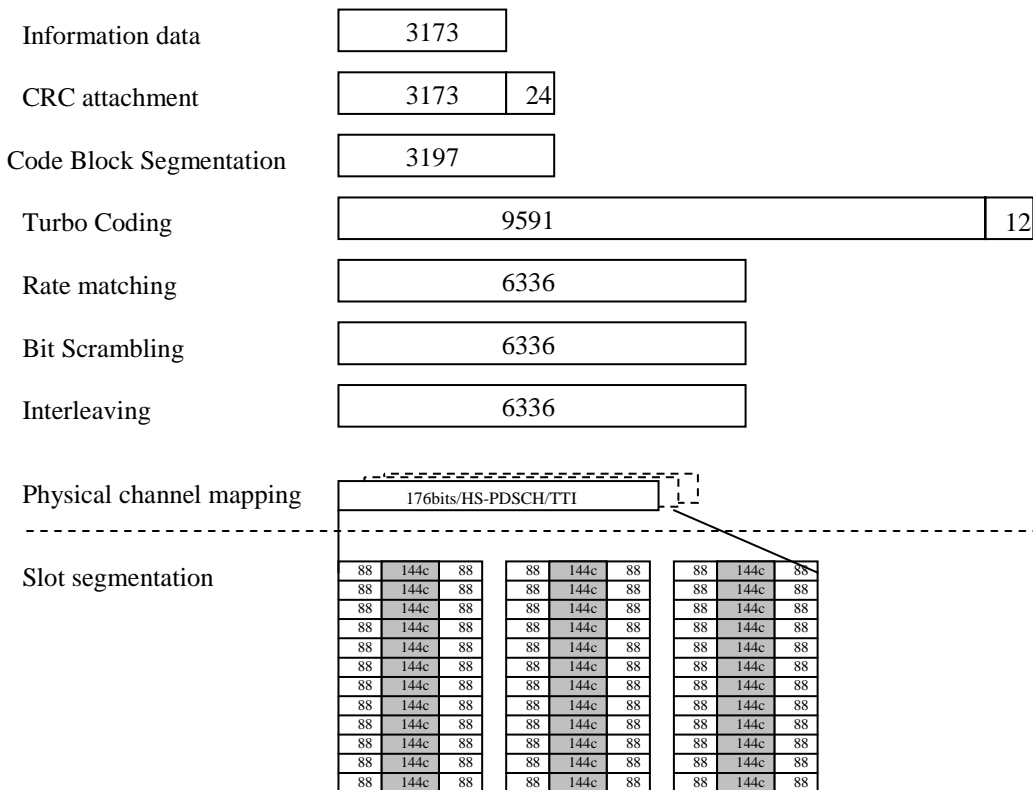 Information data 3173
CRC attachment 3173 24
Code Block Segmentation 3197
Turbo Coding 9591 12
Rate matching 6336
Bit Scrambling 6336
Interleaving 6336
Physical channel mapping 176bits/HS-PDSCH/TTI
Slot segmentation
88 144c 88 88 144c 88 88 144c 88
88 144c 88 88 144c 88 88 144c 88
88 144c 88 88 144c 88 88 144c 88
88 144c 88 88 144c 88 88 144c 88
88 144c 88 88 144c 88 88 144c 88
88 144c 88 88 144c 88 88 144c 88
88 144c 88 88 144c 88 88 144c 88
88 144c 88 88 144c 88 88 144c 88
88 144c 88 88 144c 88 88 144c 88
88 144c 88 88 144c 88 88 144c 88
88 144c 88 88 144c 88 88 144c 88
88 144c 88 88 144c 88 88 144c 88